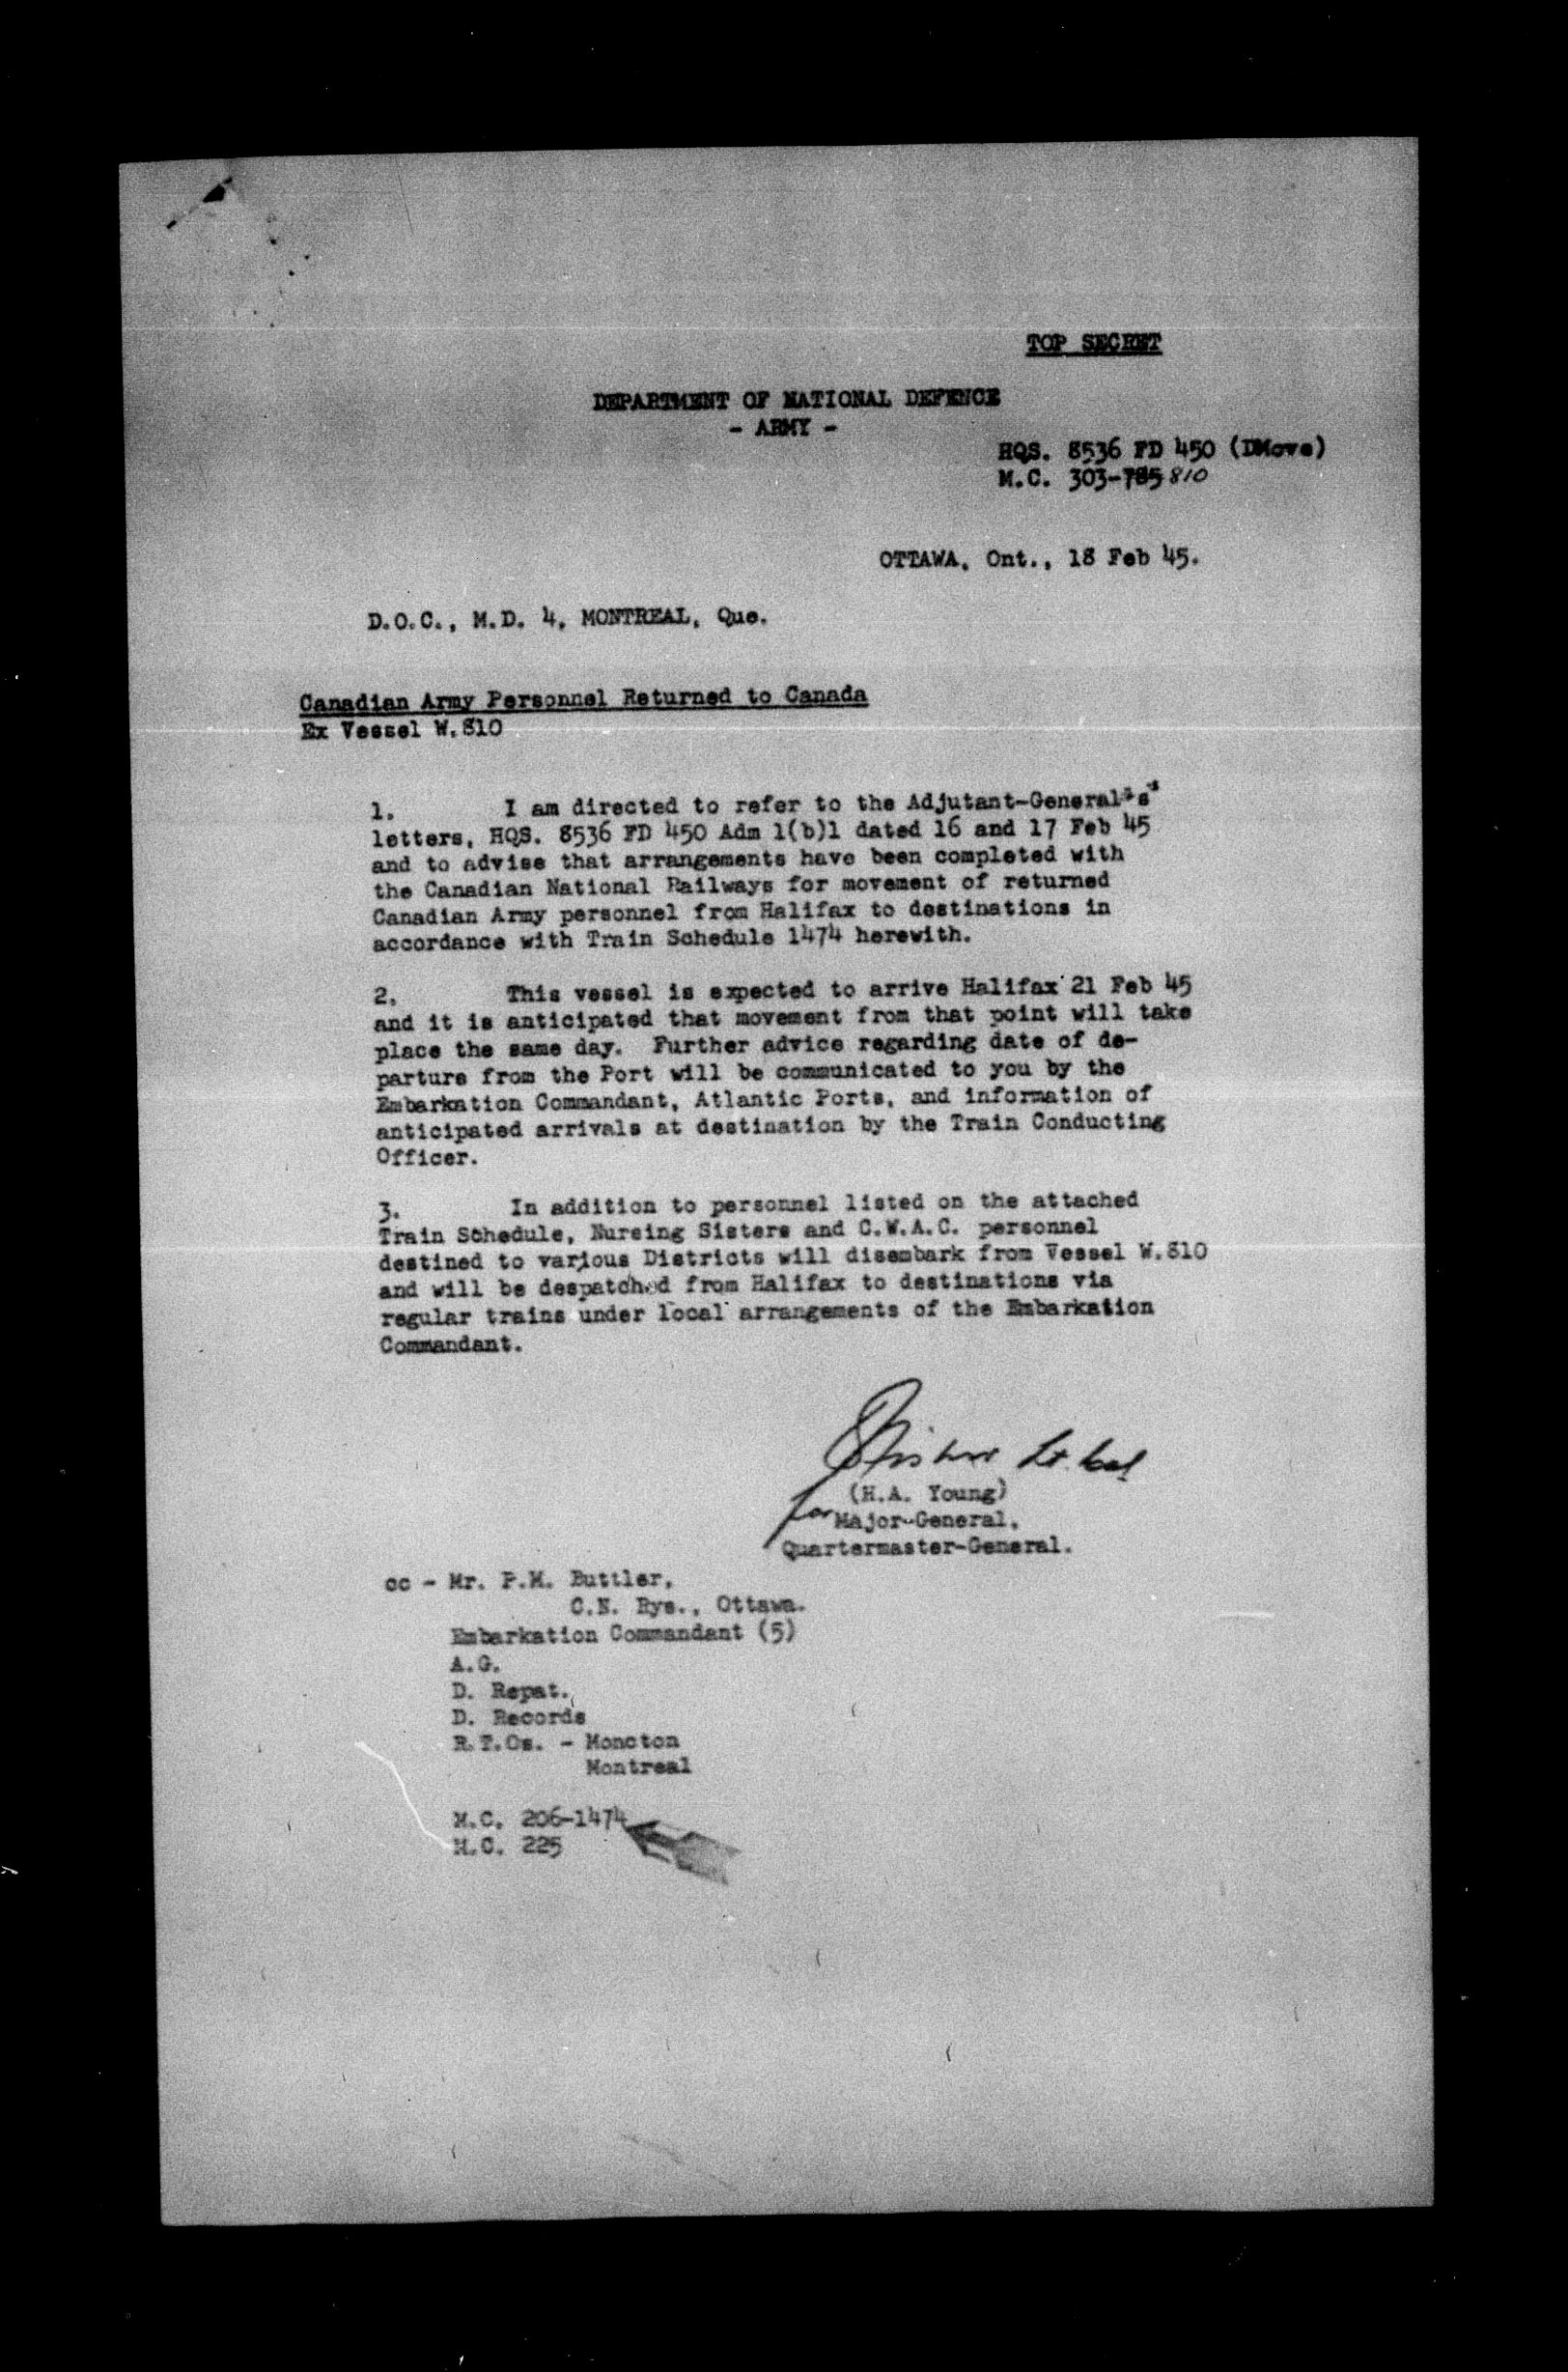 TOP SECRET
DEPARTMENT OF NATIONAL DEFENCE
- ARMY -
HQS. 8536 FD 450 (DMove)
M.C. 303-785 810
OTTAWA, Ont., 18 Feb 45.
D.O.C., M.D. 4, MONTREAL, Que.
Canadian Army Personnel Returned to Canada
Ex Vessel W.810
1. I am directed to refer to the Adjutant-General's
letters, HQS. 8536 FD 450 Adm 1(b)1 dated 16 and 17 Feb 45
and to advise that arrangements have been completed with
the Canadian National Railways for movement of returned
Canadian Army personnel from Halifax to destinations in
accordance with Train Schedule 1474 herewith.
2. This vessel is expected to arrive Halifax 21 Feb 45
and it is anticipated that movement from that point will take
place the same day. Further advice regarding date of de-
parture from the Port will be communicated to you by the
Embarkation Commandant, Atlantic Ports, and information of
anticipated arrivals at destination by the Train Conducting
Officer.
3. In addition to personnel listed on the attached
Train Schedule, Nursing Sisters and C.W.A.C. personnel
destined to various Districts will disembark from Vessel W.810
and will be despatched from Halifax to destinations via
regular trains under local arrangements of the Embarkation
Commandant.
Lt. Col
(H.A. Young)
for Major-General,
Quartermaster-General.
cc - Mr. P.M. Buttler,
C.N. Rys., Ottawa.
Embarkation Commandant (5)
A.G.
D. Repat.
D. Records
R.T.Os. - Moncton
Montreal
M.C. 206-1474
M.C. 225